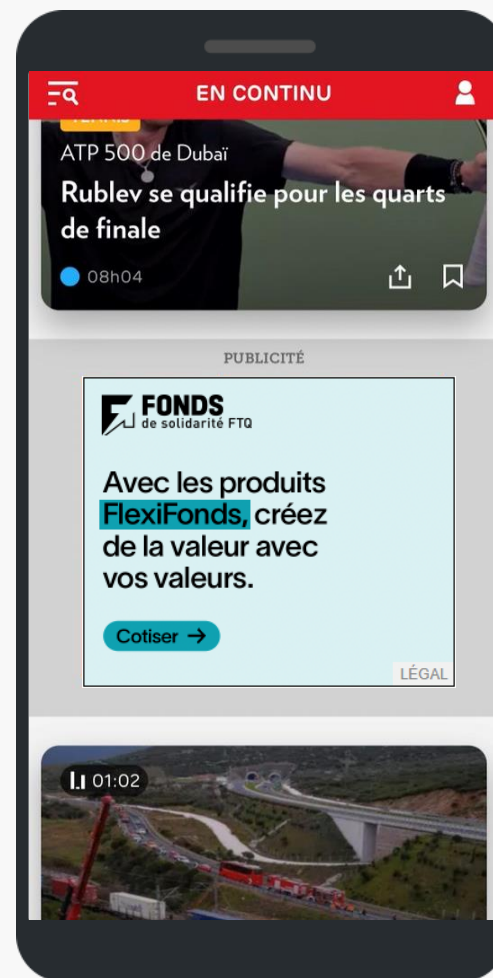 EN CONTINU
TENNIS
ATP 500 de Dubaï
Rublev se qualifie pour les quarts
de finale
08h04
PUBLICITÉ
FONDS
de solidarité FTQ
Avec les produits
FlexiFonds, créez
de la valeur avec
vos valeurs.
Cotiser →
LÉGAL
01:02